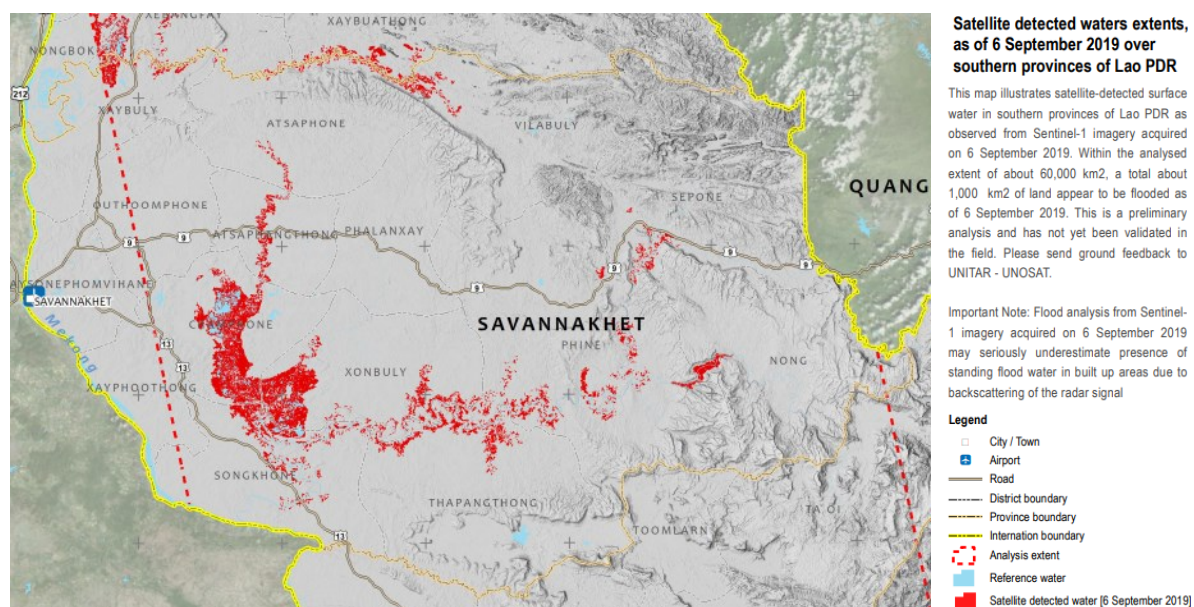 XEBANGFAY
XAYBUATHONG
NONGBOK
212
XAYBULY
ATSAPHONE
VILABULY
QUANG
SEPONE
OUTHOOMPHONE
ATSAPHANGTHONG
PHALANXAY
9
9
9
9
9
SAVANNAKHET
SAVANNAKHET
PHINE
NONG
Mekong
13
13
XONBULY
XAYPHOOTHONG
SONGKHONE
THAPANGTHONG
TOOMLARN
TA OI
13
Satellite detected waters extents,
as of 6 September 2019 over
southern provinces of Lao PDR
This map illustrates satellite-detected surface
water in southern provinces of Lao PDR as
observed from Sentinel-1 imagery acquired
on 6 September 2019. Within the analysed
extent of about 60,000 km2, a total about
1,000 km2 of land appear to be flooded as
of 6 September 2019. This is a preliminary
analysis and has not yet been validated in
the field. Please send ground feedback to
UNITAR - UNOSAT.
Important Note: Flood analysis from Sentinel-
1 imagery acquired on 6 September 2019
may seriously underestimate presence of
standing flood water in built up areas due to
backscattering of the radar signal
Legend
City / Town
Airport
Road
District boundary
Province boundary
Internation boundary
Analysis extent
Reference water
Satellite detected water [6 September 2019]